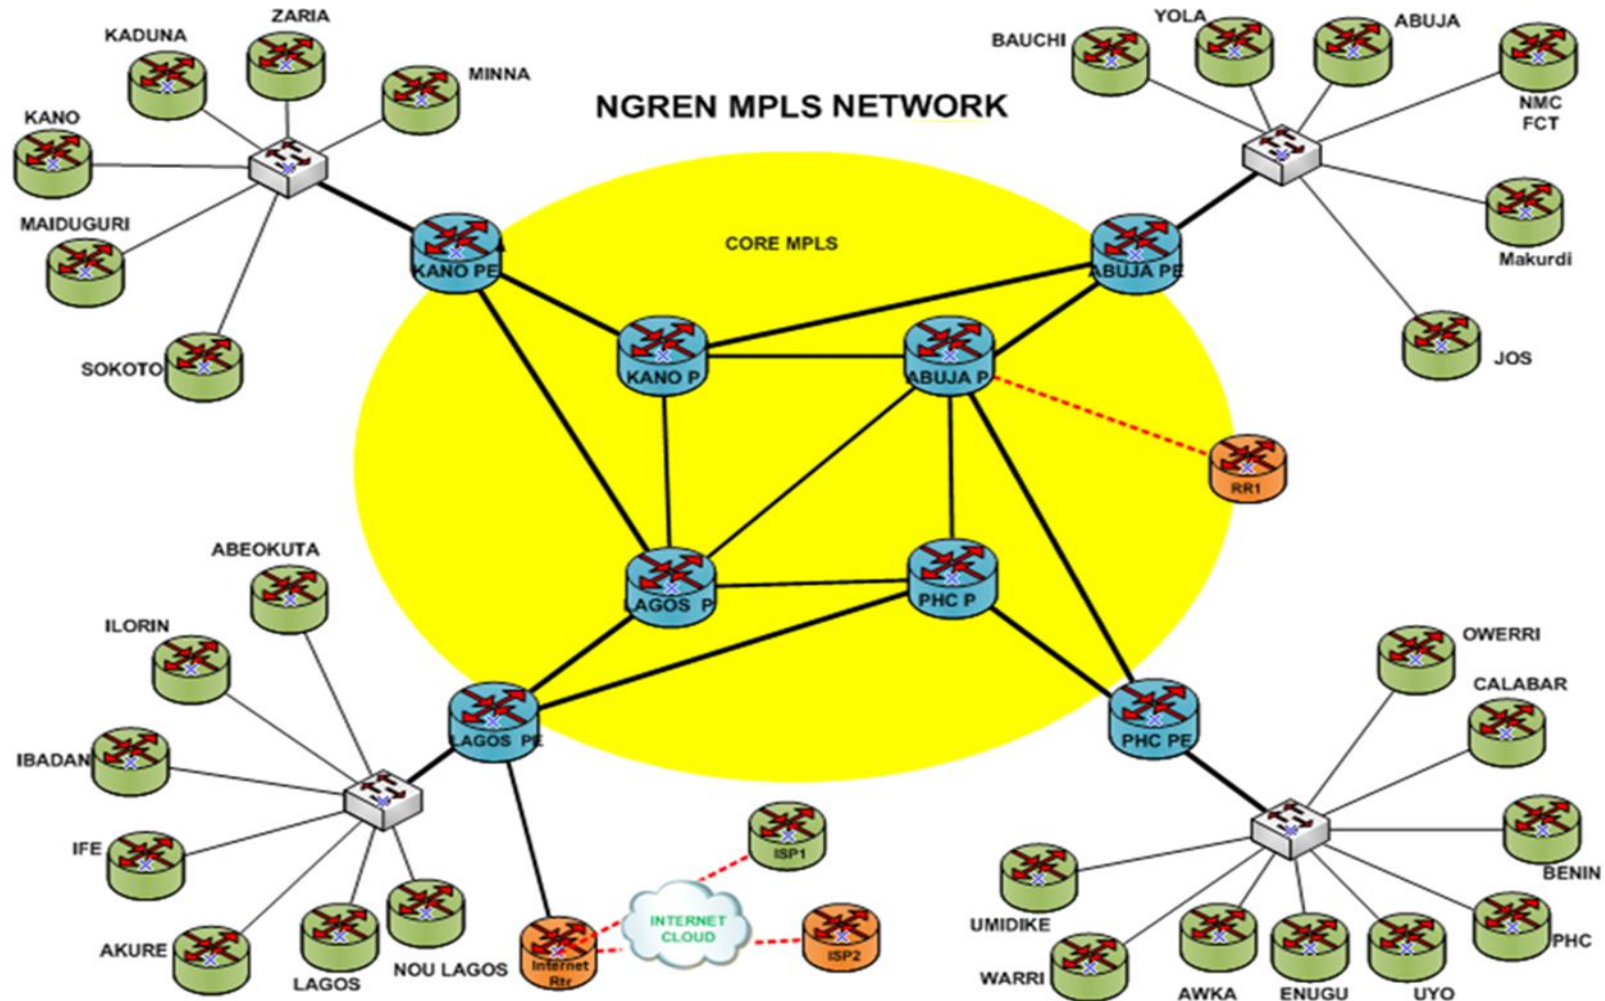 ZARIA
KADUNA
MINNA
KANO
MAIDUGURI
SOKOTO
NGREN MPLS NETWORK
YOLA
ABUJA
BAUCHI
NMC
FCT
Makurdi
JOS
CORE MPLS
KANO PE
ABUJA PE
KANO P
ABUJA P
RR1
LAGOS P
PHC P
LAGOS PE
PHC PE
ABEOKUTA
ILORIN
IBADAN
IFE
AKURE
LAGOS
NOU LAGOS
Internet
Rtr
INTERNET
CLOUD
ISP1
ISP2
OWERRI
CALABAR
BENIN
PHC
UMIDIKE
WARRI
AWKA
ENUGU
UYO